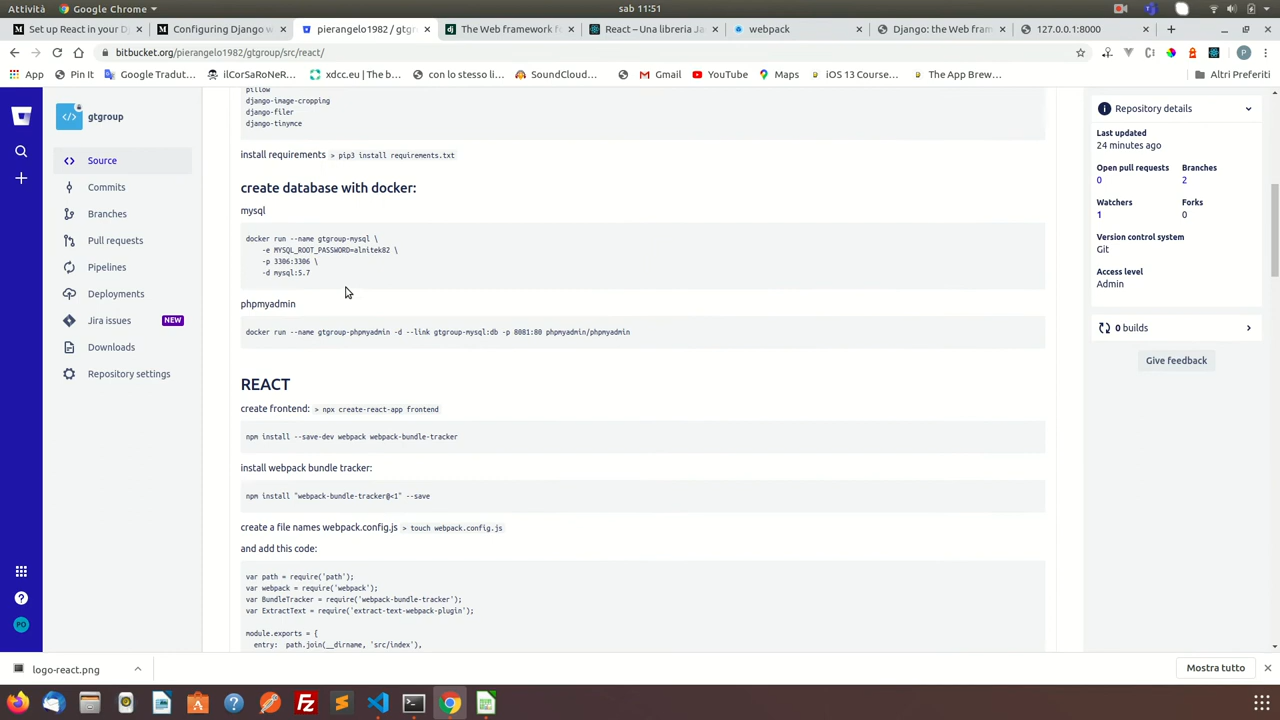 Attività
Google Chrome
sab 11:51
Set up React in your Dj
Configuring Django w
pierangelo1982 / gtg
The Web framework f
React – Una libreria Ja
webpack
Django: the Web fram
127.0.0.1:8000
bitbucket.org/pierangelo1982/gtgroup/src/react/
App
Pin It
Google Tradut...
ilCorSaRoNeR...
xdcc.eu | The b...
con lo stesso li...
SoundCloud...
Gmail
YouTube
Maps
iOS 13 Course...
The App Brew...
Altri Preferiti
gtgroup
Source
Commits
Branches
Pull requests
Pipelines
Deployments
Jira issues
NEW
Downloads
Repository settings
PO
pillow
django-image-cropping
django-filer
django-tinymce
install requirements > pip3 install requirements.txt
create database with docker:
mysql
docker run --name gtgroup-mysql \
-e MYSQL_ROOT_PASSWORD=alnitek82 \
-p 3306:3306 \
-d mysql:5.7
phpmyadmin
docker run --name gtgroup-phpmyadmin -d --link gtgroup-mysql:db -p 8081:80 phpmyadmin/phpmyadmin
REACT
create frontend: > npx create-react-app frontend
npm install --save-dev webpack webpack-bundle-tracker
install webpack bundle tracker:
npm install "webpack-bundle-tracker@<1" --save
create a file names webpack.config.js > touch webpack.config.js
and add this code:
var path = require('path');
var webpack = require('webpack');
var BundleTracker = require('webpack-bundle-tracker');
var ExtractText = require('extract-text-webpack-plugin');
module.exports = {
entry: path.join(__dirname, 'src/index'),
Repository details
Last updated
24 minutes ago
Open pull requests
Branches
0
2
Watchers
Forks
1
0
Version control system
Git
Access level
Admin
0 builds
Give feedback
logo-react.png
Mostra tutto